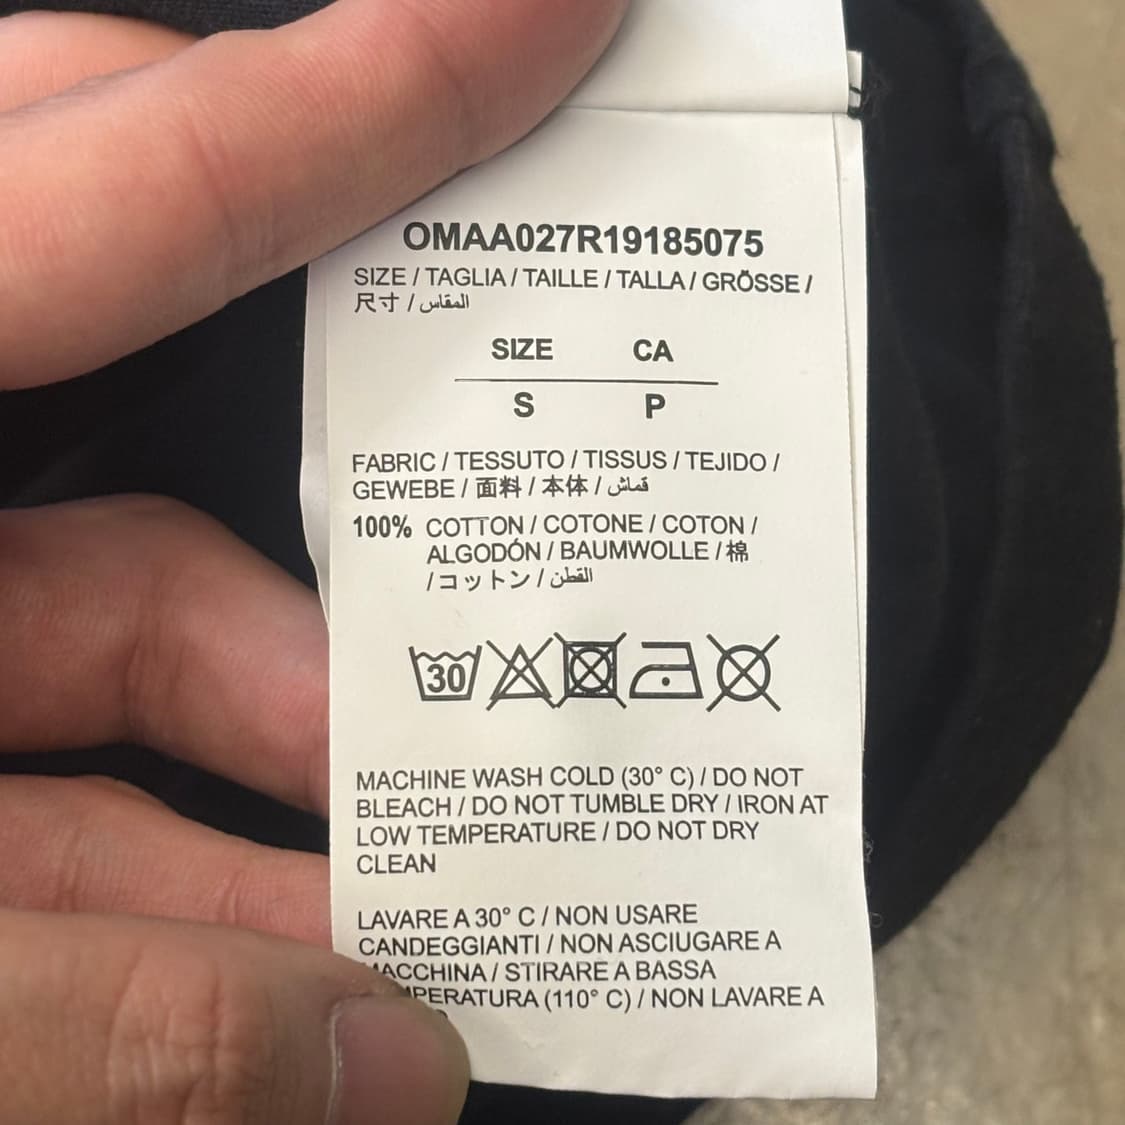 OMAA027R19185075
SIZE / TAGLIA / TAILLE / TALLA / GRÖSSE /
尺寸 / المقاس
SIZE CA
S P
FABRIC / TESSUTO / TISSUS / TEJIDO /
GEWEBE / 面料 / 本体 / قماش
100% COTTON / COTONE / COTON /
ALGODÓN / BAUMWOLLE / 棉
/ コットン / القطن
30
MACHINE WASH COLD (30° C) / DO NOT
BLEACH / DO NOT TUMBLE DRY / IRON AT
LOW TEMPERATURE / DO NOT DRY
CLEAN
LAVARE A 30° C / NON USARE
CANDEGGIANTI / NON ASCIUGARE A
/ STIRARE A BASSA
(110° C) / NON LAVARE A